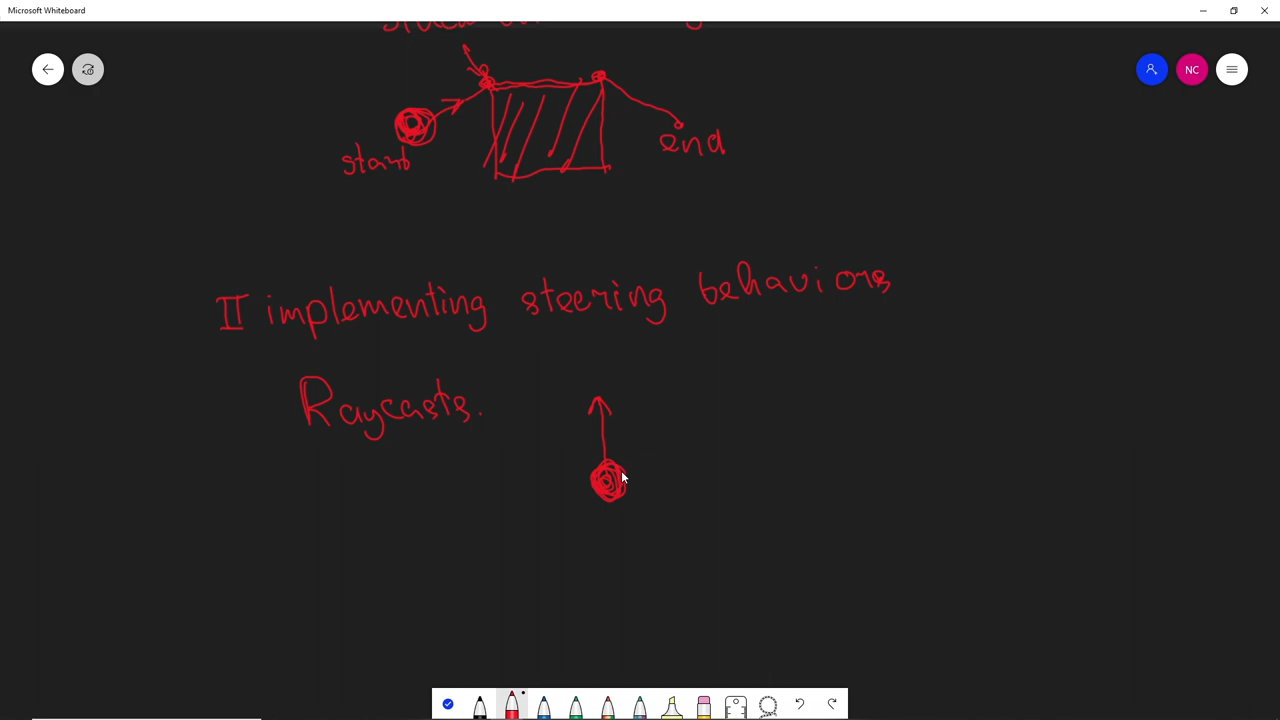 Microsoft Whiteboard
NC
start
end
II implementing steering behaviors
Raycasts.